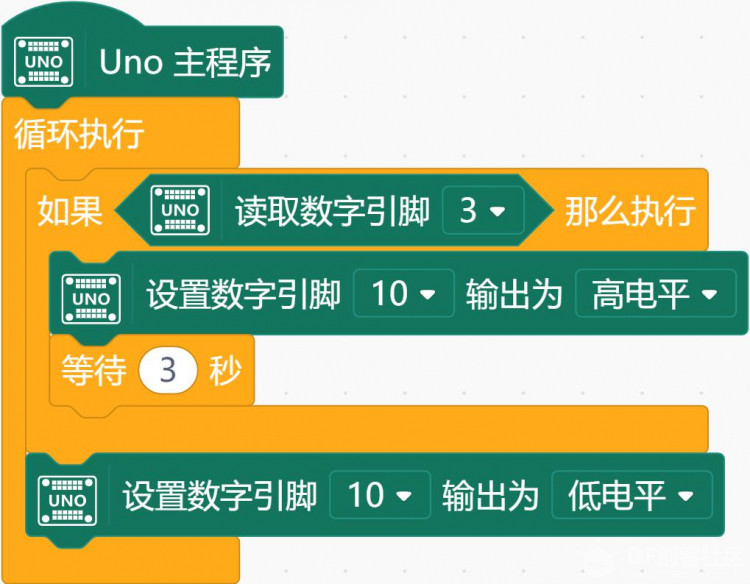 UNO Uno 主程序
循环执行
如果 UNO 读取数字引脚 3 那么执行
UNO 设置数字引脚 10 输出为 高电平
等待 3 秒
UNO 设置数字引脚 10 输出为 低电平